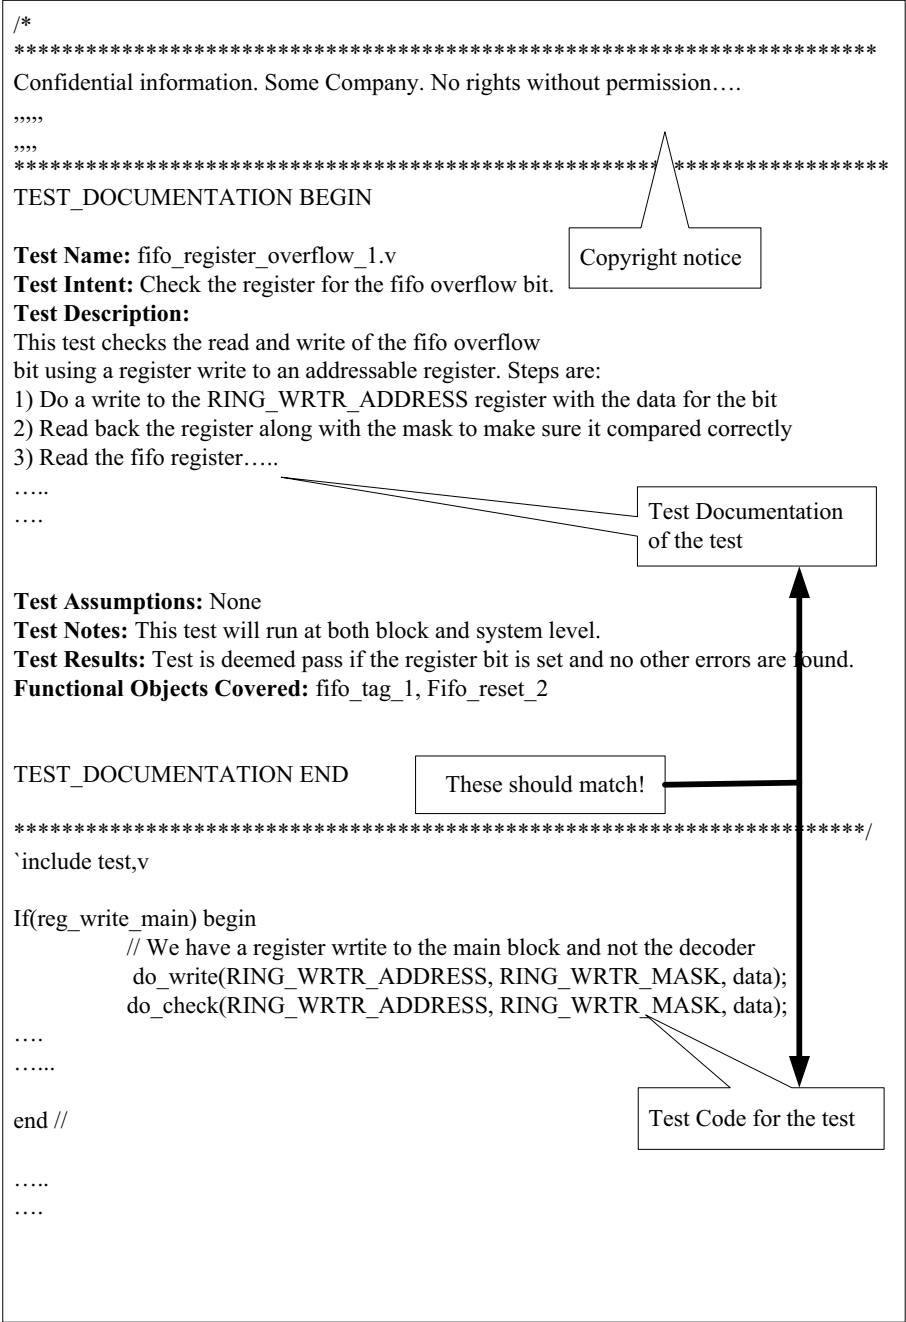 /*
************************************************************************
Confidential information. Some Company. No rights without permission….
,,,,,
,,,,
*************************************************************************
TEST_DOCUMENTATION BEGIN
Copyright notice
Test Name: fifo_register_overflow_1.v
Test Intent: Check the register for the fifo overflow bit.
Test Description:
This test checks the read and write of the fifo overflow
bit using a register write to an addressable register. Steps are:
1) Do a write to the RING_WRTR_ADDRESS register with the data for the bit
2) Read back the register along with the mask to make sure it compared correctly
3) Read the fifo register…..
…..
….
Test Documentation
of the test
Test Assumptions: None
Test Notes: This test will run at both block and system level.
Test Results: Test is deemed pass if the register bit is set and no other errors are found.
Functional Objects Covered: fifo_tag_1, Fifo_reset_2
TEST_DOCUMENTATION END
These should match!
***********************************************************************/
`include test,v
If(reg_write_main) begin
// We have a register wrtite to the main block and not the decoder
do_write(RING_WRTR_ADDRESS, RING_WRTR_MASK, data);
do_check(RING_WRTR_ADDRESS, RING_WRTR_MASK, data);
….
…...
end //
Test Code for the test
…..
….